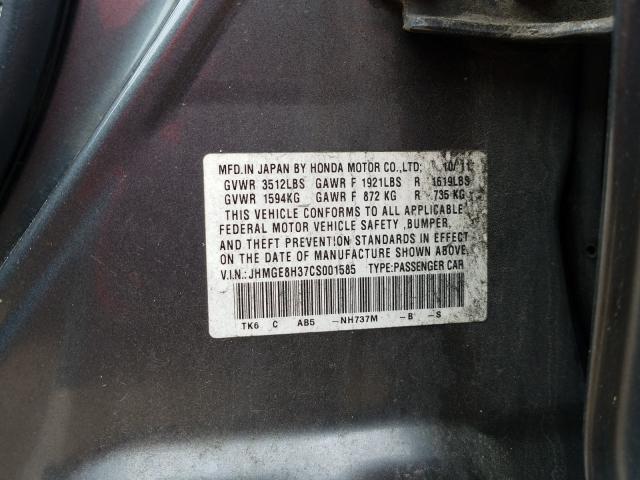 MFD.IN JAPAN BY HONDA MOTOR CO.,LTD: 10/11
GVWR 3512LBS GAWR F 1921LBS R 1619LBS
GVWR 1594KG GAWR F 872 KG R 735 KG
THIS VEHICLE CONFORMS TO ALL APPLICABLE
FEDERAL MOTOR VEHICLE SAFETY ,BUMPER,
AND THEFT PREVENTION STANDARDS IN EFFECT
ON THE DATE OF MANUFACTURE SHOWN ABOVE.
V.I.N.: JHMGE8H37CS001585 TYPE:PASSENGER CAR
TK6 C AB5 -NH737M -B -S